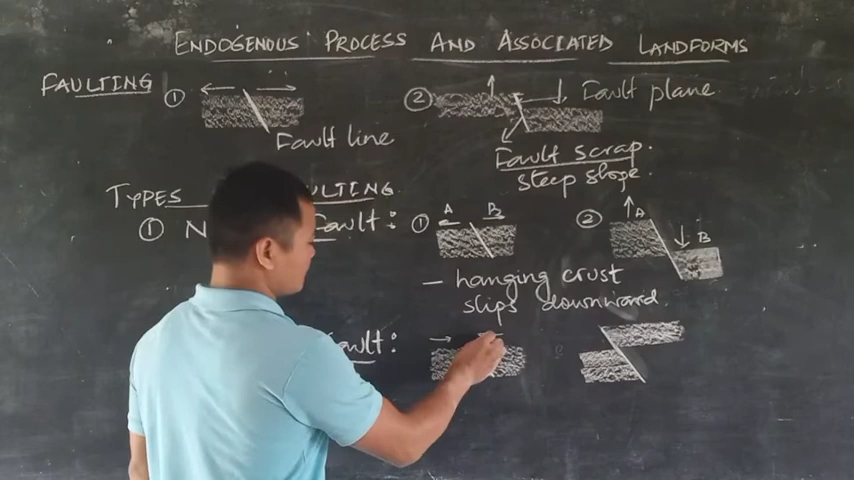 ENDOGENOUS PROCESS AND ASSOCIATED LANDFORMS
FAULTING ① ② Fault plane
Fault line
Fault scrap.
steep slope.
TYPES ULTING
① N Fault: ① A B ② A B
— hanging crust
slips downward.
ault: